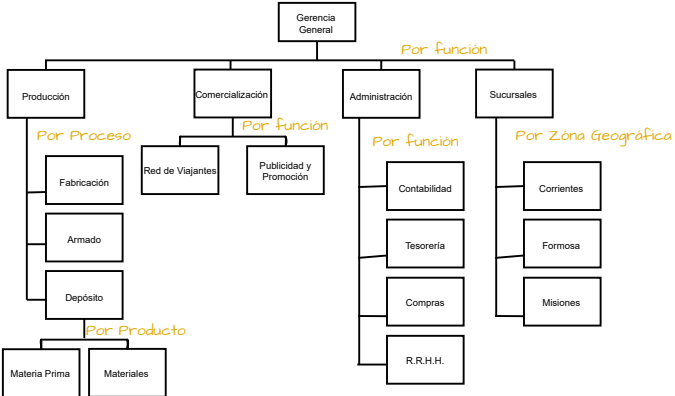 Gerencia
General
Por función
Producción
Comercialización
Administración
Sucursales
Por Proceso
Por función
Por función
Por Zóna Geográfica
Fabricación
Armado
Depósito
Red de Viajantes
Publicidad y
Promoción
Contabilidad
Tesorería
Compras
R.R.H.H.
Corrientes
Formosa
Misiones
Por Producto
Materia Prima
Materiales